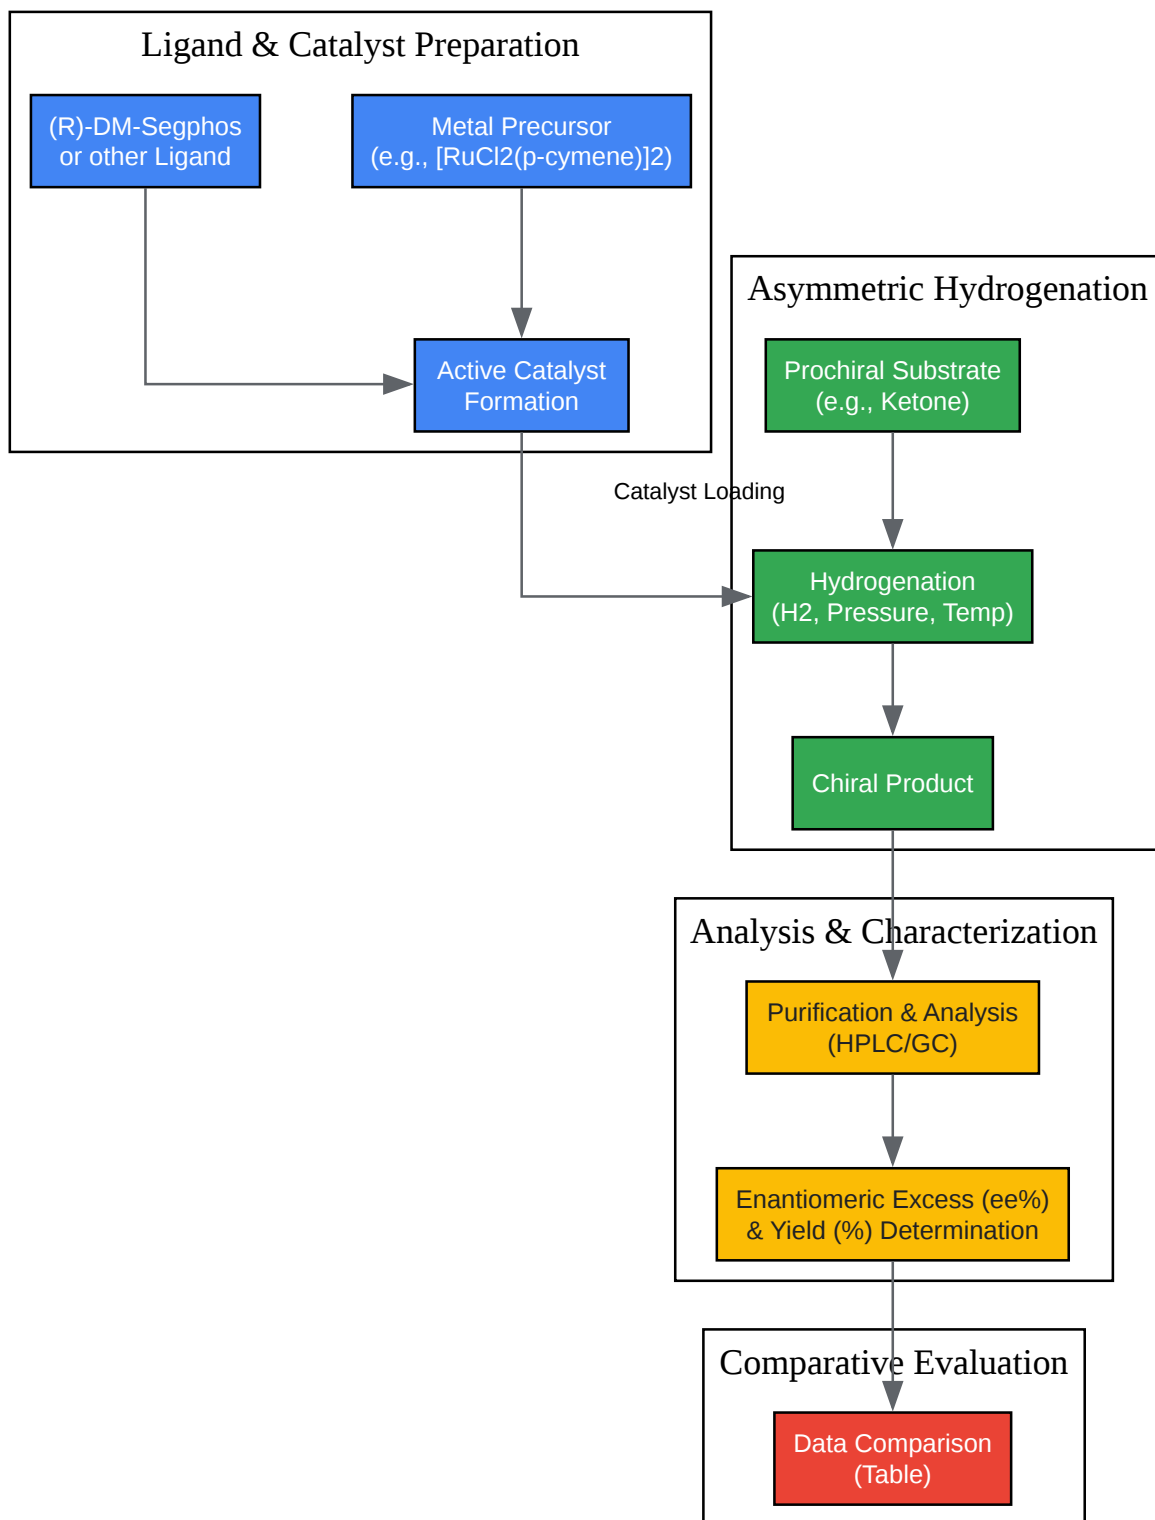 Ligand & Catalyst Preparation
(R)-DM-Segphos
or other Ligand
Metal Precursor
(e.g., [RuCl2(p-cymene)]2)
Active Catalyst
Formation
Asymmetric Hydrogenation
Prochiral Substrate
(e.g., Ketone)
Catalyst Loading
Hydrogenation
(H2, Pressure, Temp)
Chiral Product
Analysis & Characterization
Purification & Analysis
(HPLC/GC)
Enantiomeric Excess (ee%)
& Yield (%) Determination
Comparative Evaluation
Data Comparison
(Table)